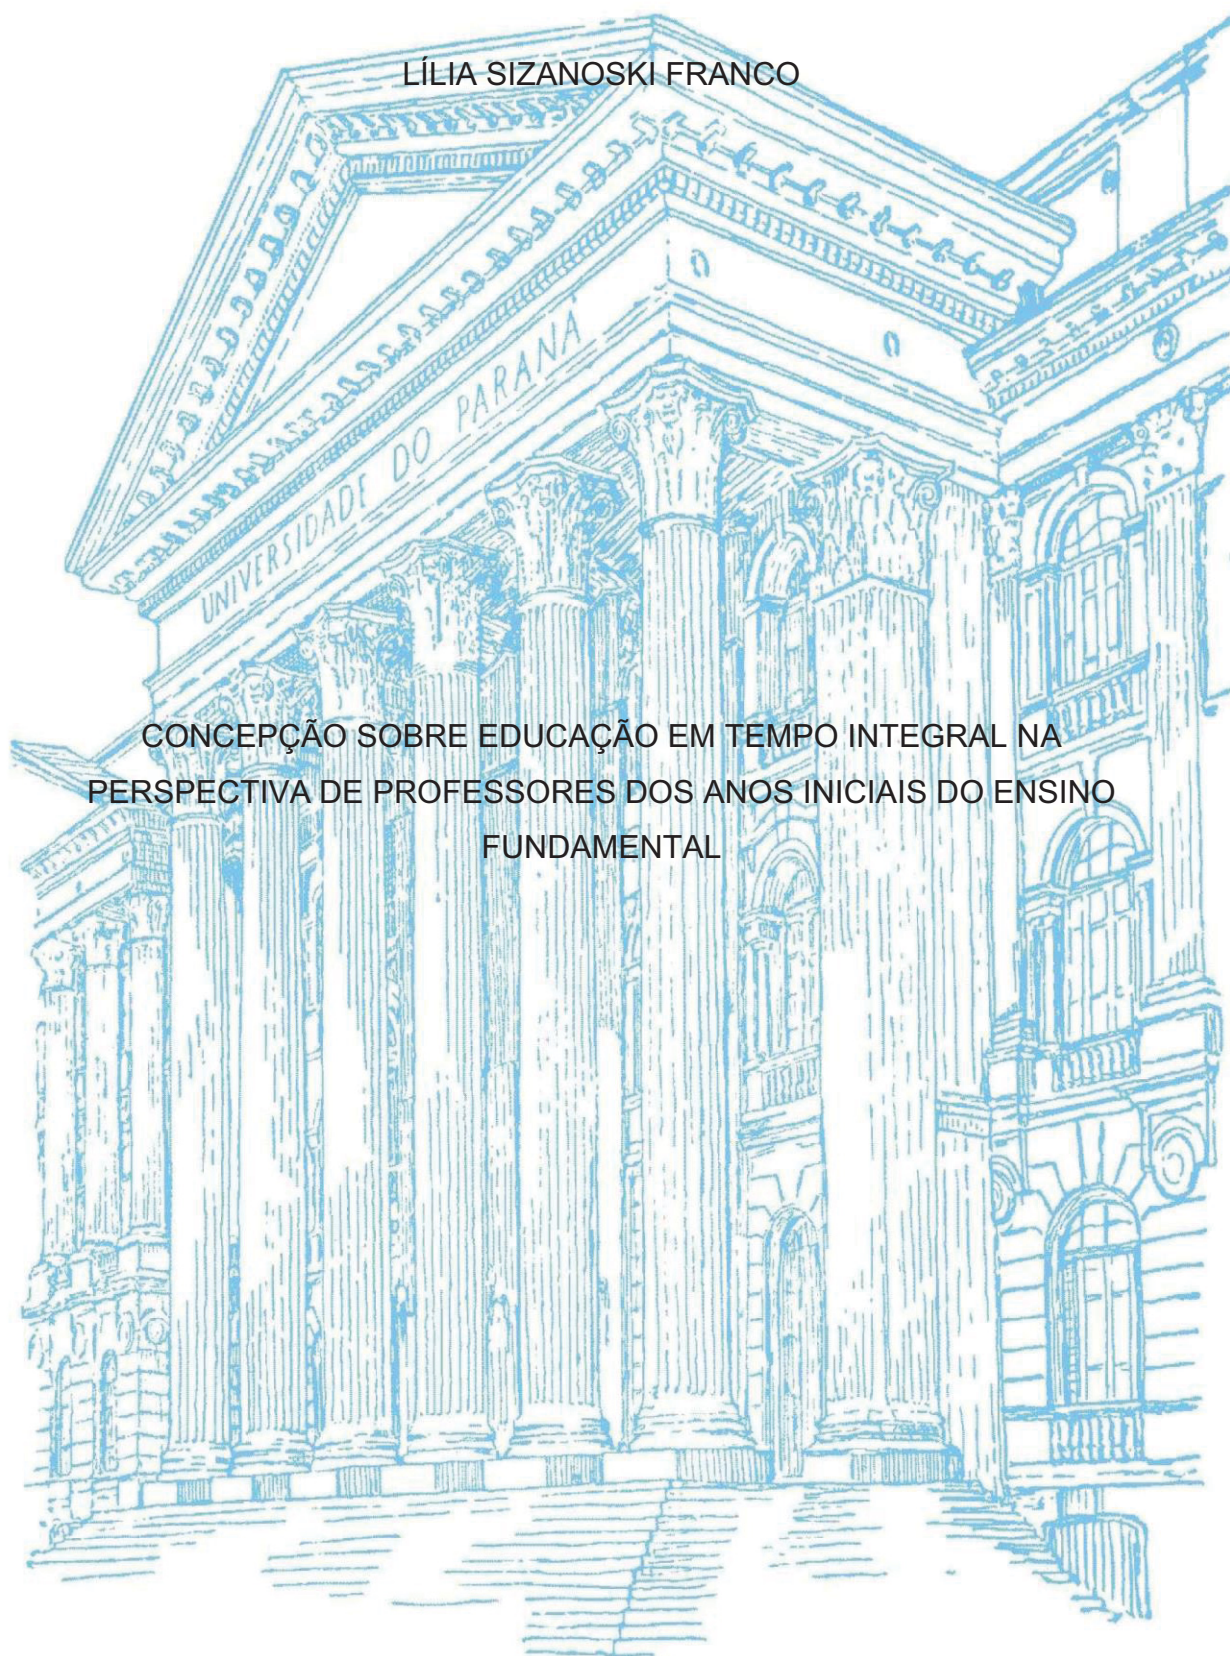 LÍLIA SIZANOSKI FRANCO
UNIVERSIDADE DO PARANÁ
CONCEPÇÃO SOBRE EDUCAÇÃO EM TEMPO INTEGRAL NA
PERSPECTIVA DE PROFESSORES DOS ANOS INICIAIS DO ENSINO
FUNDAMENTAL